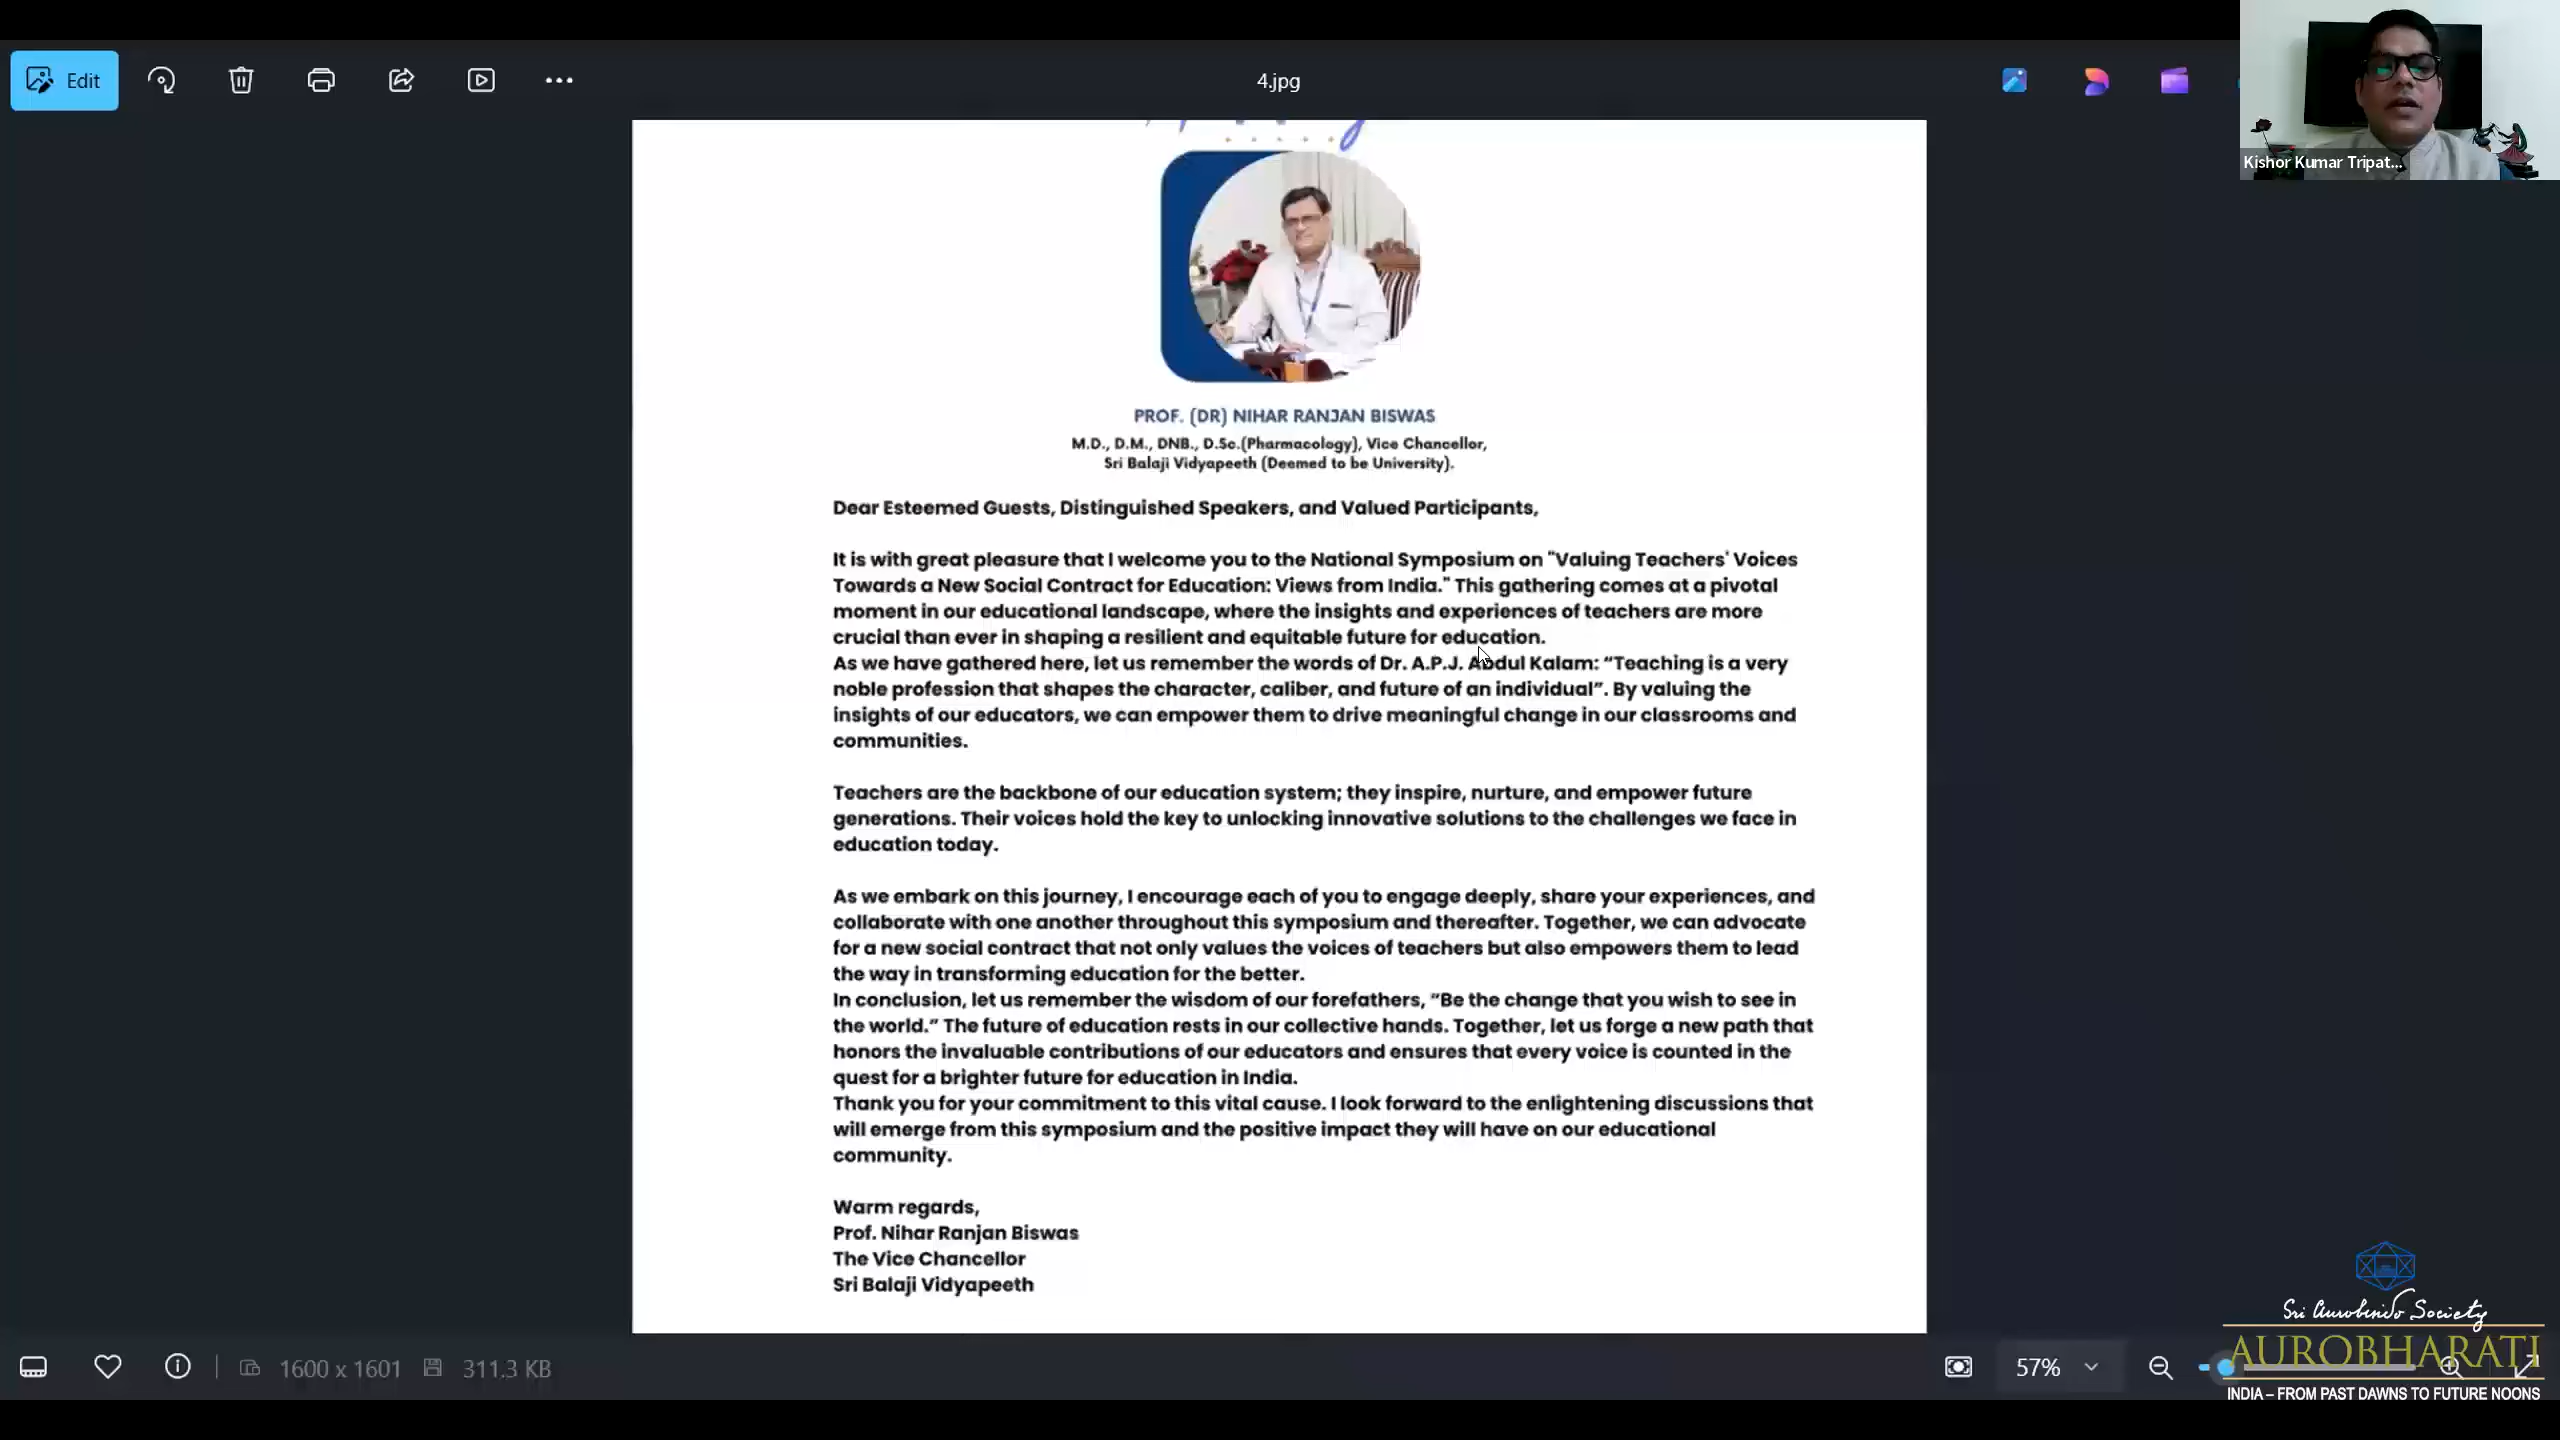 Edit
4.jpg
Kishor Kumar Tripat...
PROF. (DR) NIHAR RANJAN BISWAS
M.D., D.M., DNB., D.Sc.(Pharmacology), Vice Chancellor,
Sri Balaji Vidyapeeth (Deemed to be University).
Dear Esteemed Guests, Distinguished Speakers, and Valued Participants,
It is with great pleasure that I welcome you to the National Symposium on "Valuing Teachers' Voices
Towards a New Social Contract for Education: Views from India." This gathering comes at a pivotal
moment in our educational landscape, where the insights and experiences of teachers are more
crucial than ever in shaping a resilient and equitable future for education.
As we have gathered here, let us remember the words of Dr. A.P.J. Abdul Kalam: “Teaching is a very
noble profession that shapes the character, caliber, and future of an individual”. By valuing the
insights of our educators, we can empower them to drive meaningful change in our classrooms and
communities.
Teachers are the backbone of our education system; they inspire, nurture, and empower future
generations. Their voices hold the key to unlocking innovative solutions to the challenges we face in
education today.
As we embark on this journey, I encourage each of you to engage deeply, share your experiences, and
collaborate with one another throughout this symposium and thereafter. Together, we can advocate
for a new social contract that not only values the voices of teachers but also empowers them to lead
the way in transforming education for the better.
In conclusion, let us remember the wisdom of our forefathers, “Be the change that you wish to see in
the world.” The future of education rests in our collective hands. Together, let us forge a new path that
honors the invaluable contributions of our educators and ensures that every voice is counted in the
quest for a brighter future for education in India.
Thank you for your commitment to this vital cause. I look forward to the enlightening discussions that
will emerge from this symposium and the positive impact they will have on our educational
community.
Warm regards,
Prof. Nihar Ranjan Biswas
The Vice Chancellor
Sri Balaji Vidyapeeth
1600 x 1601
311.3 KB
57%
Sri Aurobindo Society
AUROBHARATI
INDIA – FROM PAST DAWNS TO FUTURE NOONS